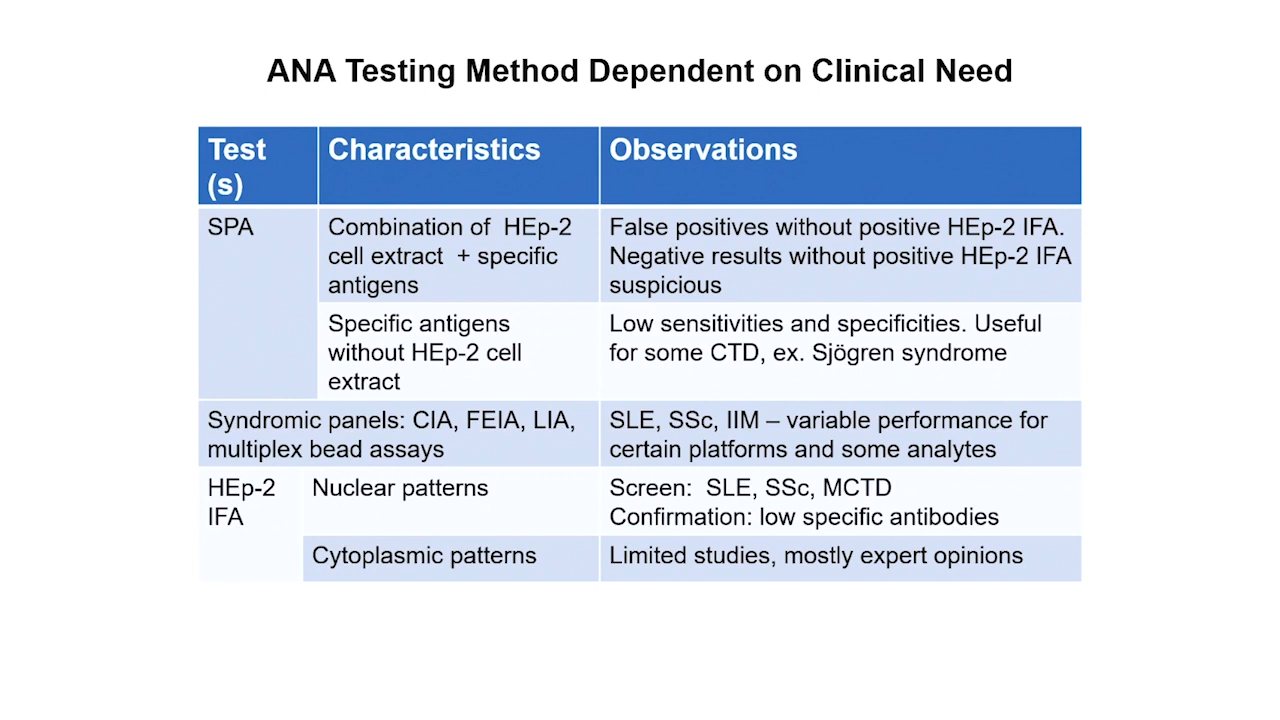 ANA Testing Method Dependent on Clinical Need
Test
(s)
Characteristics
Observations
SPA
Combination of HEp-2
cell extract + specific
antigens
False positives without positive HEp-2 IFA.
Negative results without positive HEp-2 IFA
suspicious
Specific antigens
without HEp-2 cell
extract
Low sensitivities and specificities. Useful
for some CTD, ex. Sjögren syndrome
Syndromic panels: CIA, FEIA, LIA,
multiplex bead assays
SLE, SSc, IIM – variable performance for
certain platforms and some analytes
HEp-2
IFA
Nuclear patterns
Screen: SLE, SSc, MCTD
Confirmation: low specific antibodies
Cytoplasmic patterns
Limited studies, mostly expert opinions